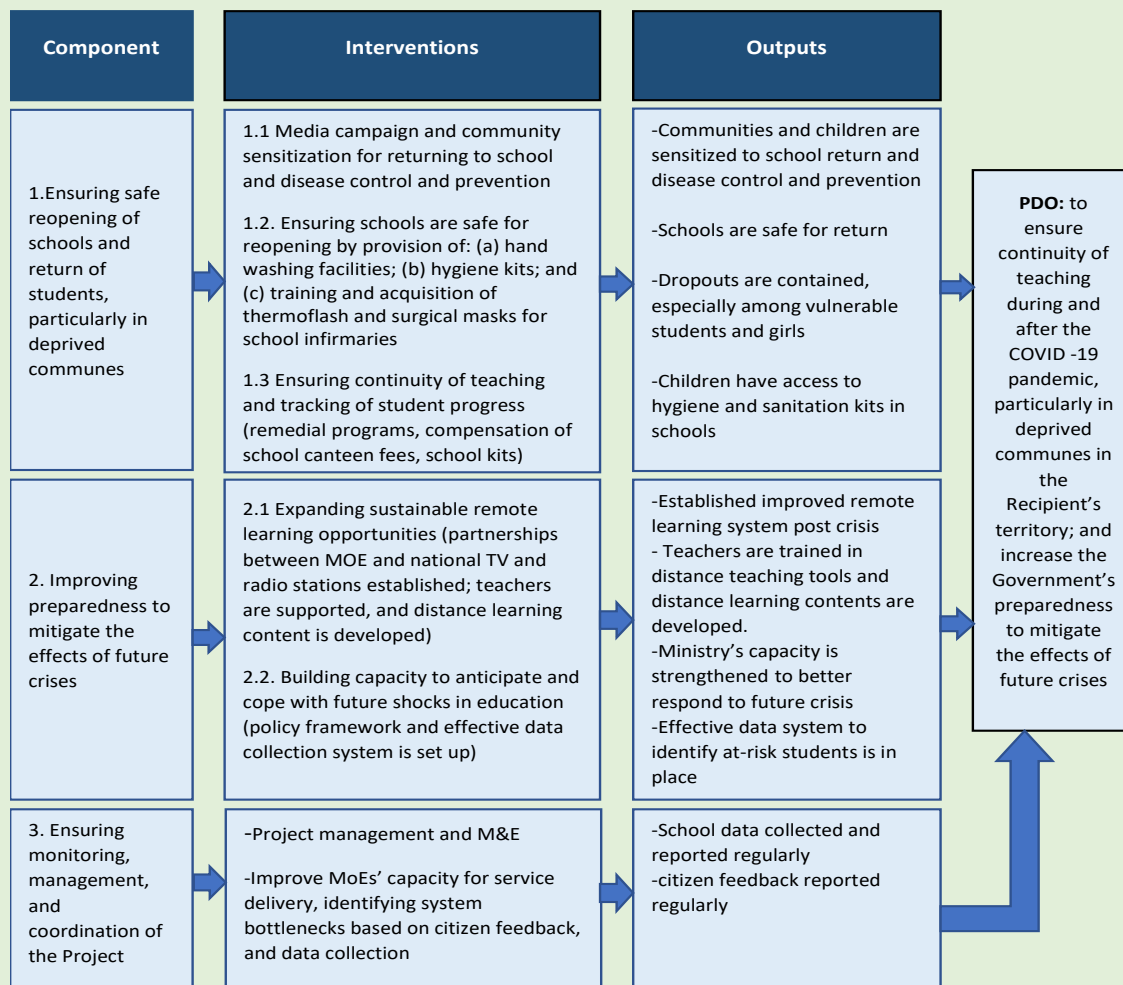 Component
Interventions
Outputs
1.Ensuring safe
reopening of
schools and
return of
students,
particularly in
deprived
communes
1.1 Media campaign and community
sensitization for returning to school
and disease control and prevention
1.2. Ensuring schools are safe for
reopening by provision of: (a) hand
washing facilities; (b) hygiene kits; and
(c) training and acquisition of
thermoflash and surgical masks for
school infirmaries
1.3 Ensuring continuity of teaching
and tracking of student progress
(remedial programs, compensation of
school canteen fees, school kits)
-Communities and children are
sensitized to school return and
disease control and prevention
-Schools are safe for return
-Dropouts are contained,
especially among vulnerable
students and girls
-Children have access to
hygiene and sanitation kits in
schools
2. Improving
preparedness to
mitigate the
effects of future
crises
2.1 Expanding sustainable remote
learning opportunities (partnerships
between MOE and national TV and
radio stations established; teachers
are supported, and distance learning
content is developed)
2.2. Building capacity to anticipate and
cope with future shocks in education
(policy framework and effective data
collection system is set up)
-Established improved remote
learning system post crisis
- Teachers are trained in
distance teaching tools and
distance learning contents are
developed.
-Ministry's capacity is
strengthened to better
respond to future crisis
-Effective data system to
identify at-risk students is in
place
3. Ensuring
monitoring,
management,
and
coordination of
the Project
-Project management and M&E
-Improve MoEs' capacity for service
delivery, identifying system
bottlenecks based on citizen feedback,
and data collection
-School data collected and
reported regularly
-citizen feedback reported
regularly
PDO: to
ensure
continuity of
teaching
during and
after the
COVID -19
pandemic,
particularly in
deprived
communes in
the
Recipient's
territory; and
increase the
Government's
preparedness
to mitigate
the effects of
future crises